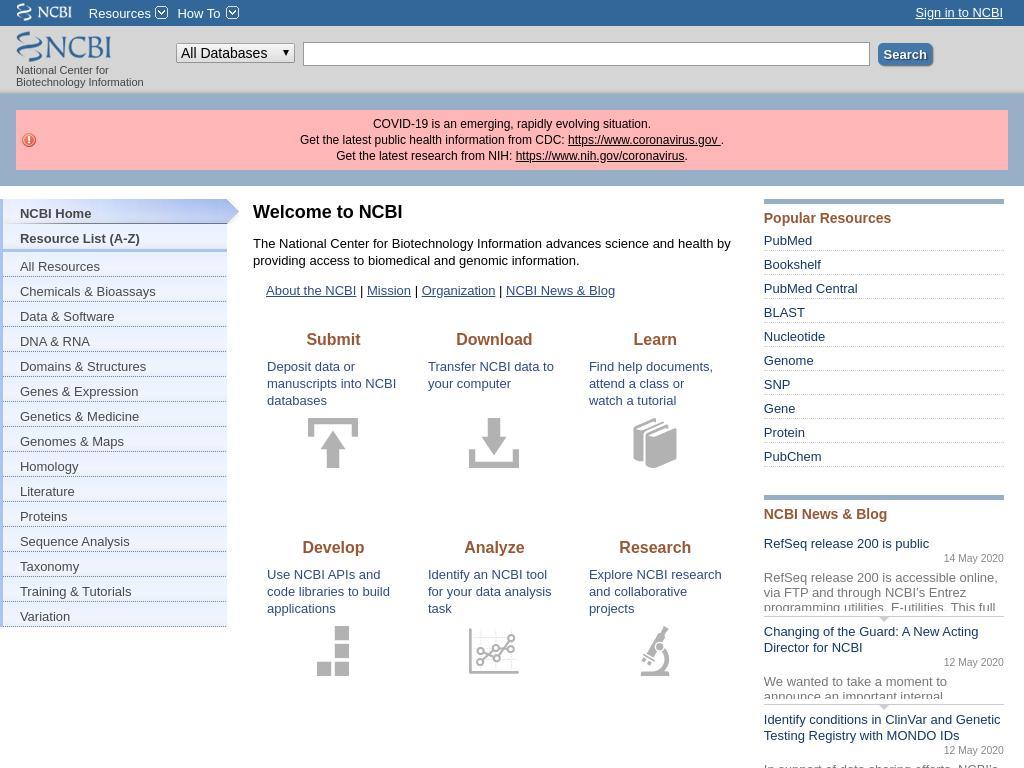 NCBI Resources How To Sign in to NCBI
NCBI
National Center for
Biotechnology Information
All Databases
Search
COVID-19 is an emerging, rapidly evolving situation.
Get the latest public health information from CDC: https://www.coronavirus.gov .
Get the latest research from NIH: https://www.nih.gov/coronavirus.
NCBI Home
Resource List (A-Z)
All Resources
Chemicals & Bioassays
Data & Software
DNA & RNA
Domains & Structures
Genes & Expression
Genetics & Medicine
Genomes & Maps
Homology
Literature
Proteins
Sequence Analysis
Taxonomy
Training & Tutorials
Variation
Welcome to NCBI
The National Center for Biotechnology Information advances science and health by
providing access to biomedical and genomic information.
About the NCBI | Mission | Organization | NCBI News & Blog
Submit
Deposit data or
manuscripts into NCBI
databases
Download
Transfer NCBI data to
your computer
Learn
Find help documents,
attend a class or
watch a tutorial
Develop
Use NCBI APIs and
code libraries to build
applications
Analyze
Identify an NCBI tool
for your data analysis
task
Research
Explore NCBI research
and collaborative
projects
Popular Resources
PubMed
Bookshelf
PubMed Central
BLAST
Nucleotide
Genome
SNP
Gene
Protein
PubChem
NCBI News & Blog
RefSeq release 200 is public
14 May 2020
RefSeq release 200 is accessible online,
via FTP and through NCBI's Entrez
programming utilities, E-utilities. This full
Changing of the Guard: A New Acting
Director for NCBI
12 May 2020
We wanted to take a moment to
announce an important internal
Identify conditions in ClinVar and Genetic
Testing Registry with MONDO IDs
12 May 2020
In support of data sharing efforts, NCBI's